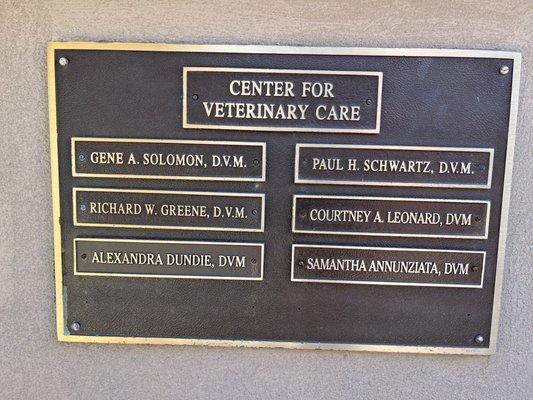 CENTER FOR
VETERINARY CARE
GENE A. SOLOMON, D.V.M.
RICHARD W. GREENE, D.V.M.
ALEXANDRA DUNDIE, DVM
PAUL H. SCHWARTZ, D.V.M.
COURTNEY A. LEONARD, DVM
SAMANTHA ANNUNZIATA, DVM